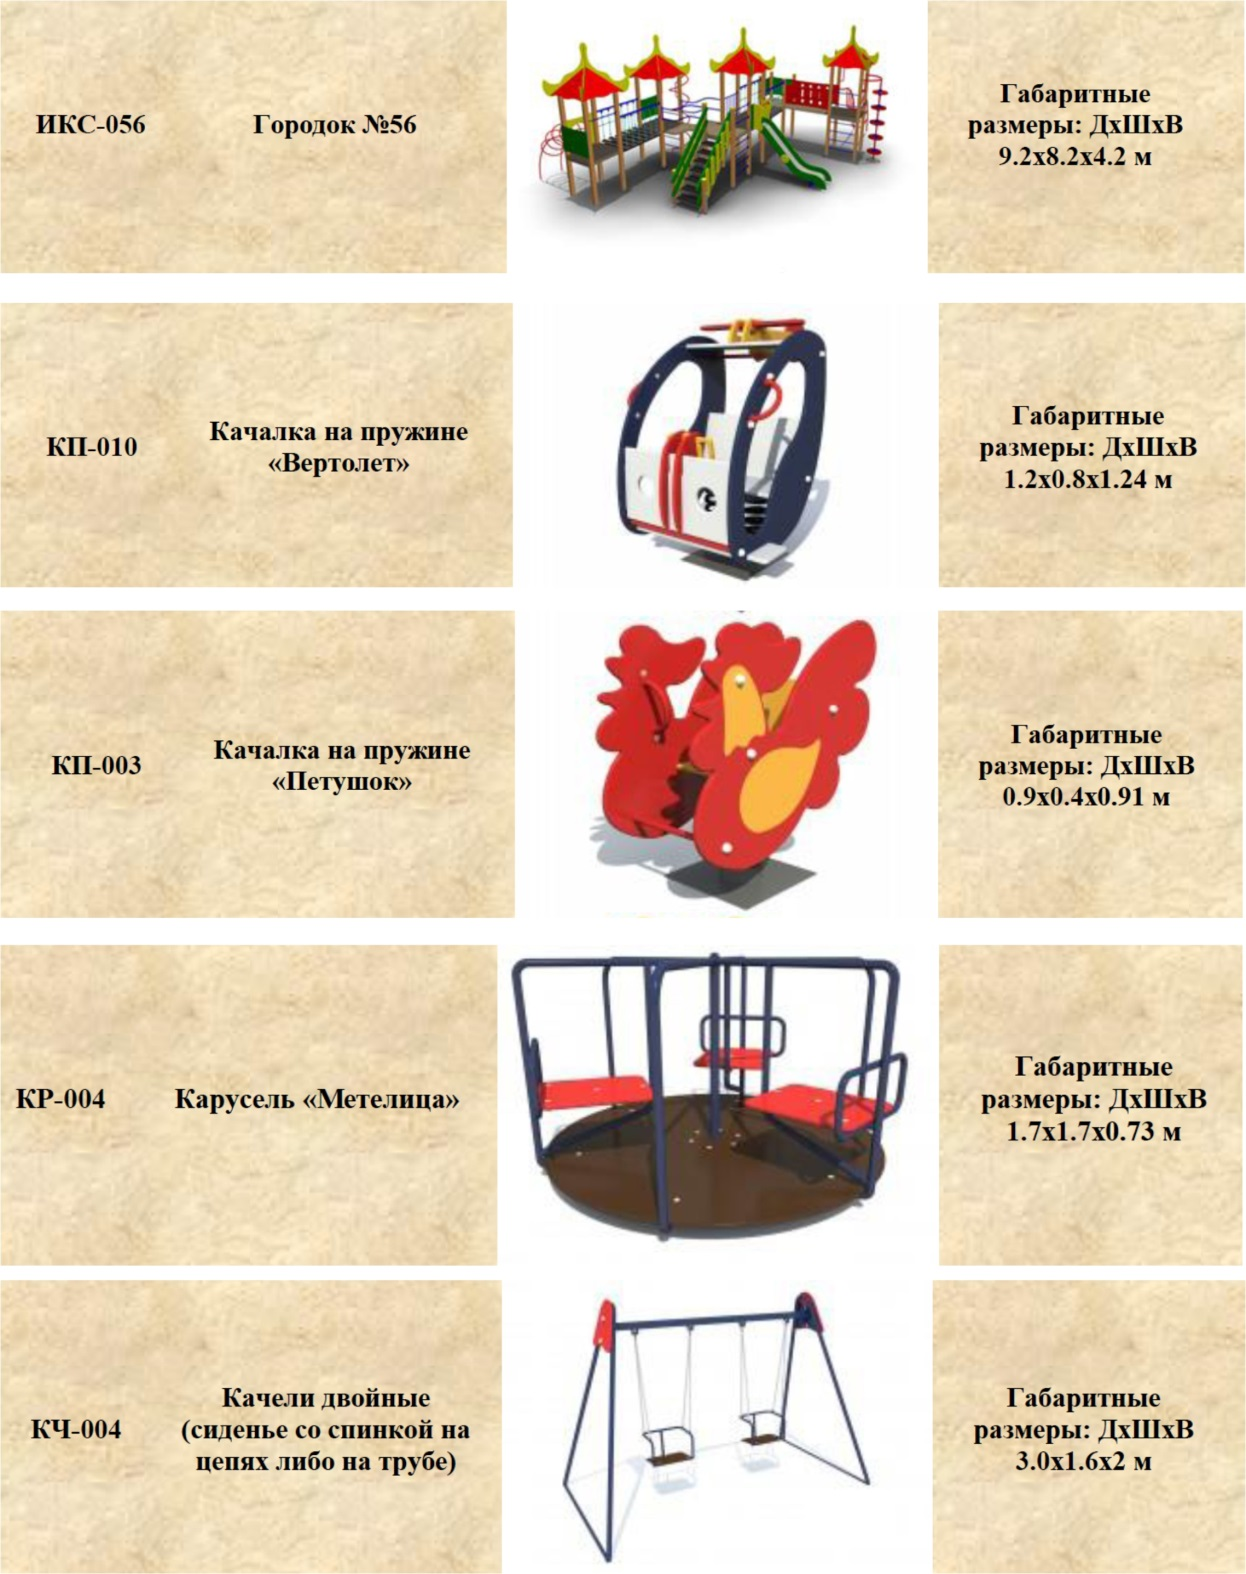 ИКС-056
Городок №56
Габаритные
размеры: ДхШхВ
9.2х8.2х4.2 м
КП-010
Качалка на пружине
«Вертолет»
Габаритные
размеры: ДхШхВ
1.2х0.8х1.24 м
КП-003
Качалка на пружине
«Петушок»
Габаритные
размеры: ДхШхВ
0.9х0.4х0.91 м
КР-004
Карусель «Метелица»
Габаритные
размеры: ДхШхВ
1.7х1.7х0.73 м
КЧ-004
Качели двойные
(сиденье со спинкой на
цепях либо на трубе)
Габаритные
размеры: ДхШхВ
3.0х1.6х2 м